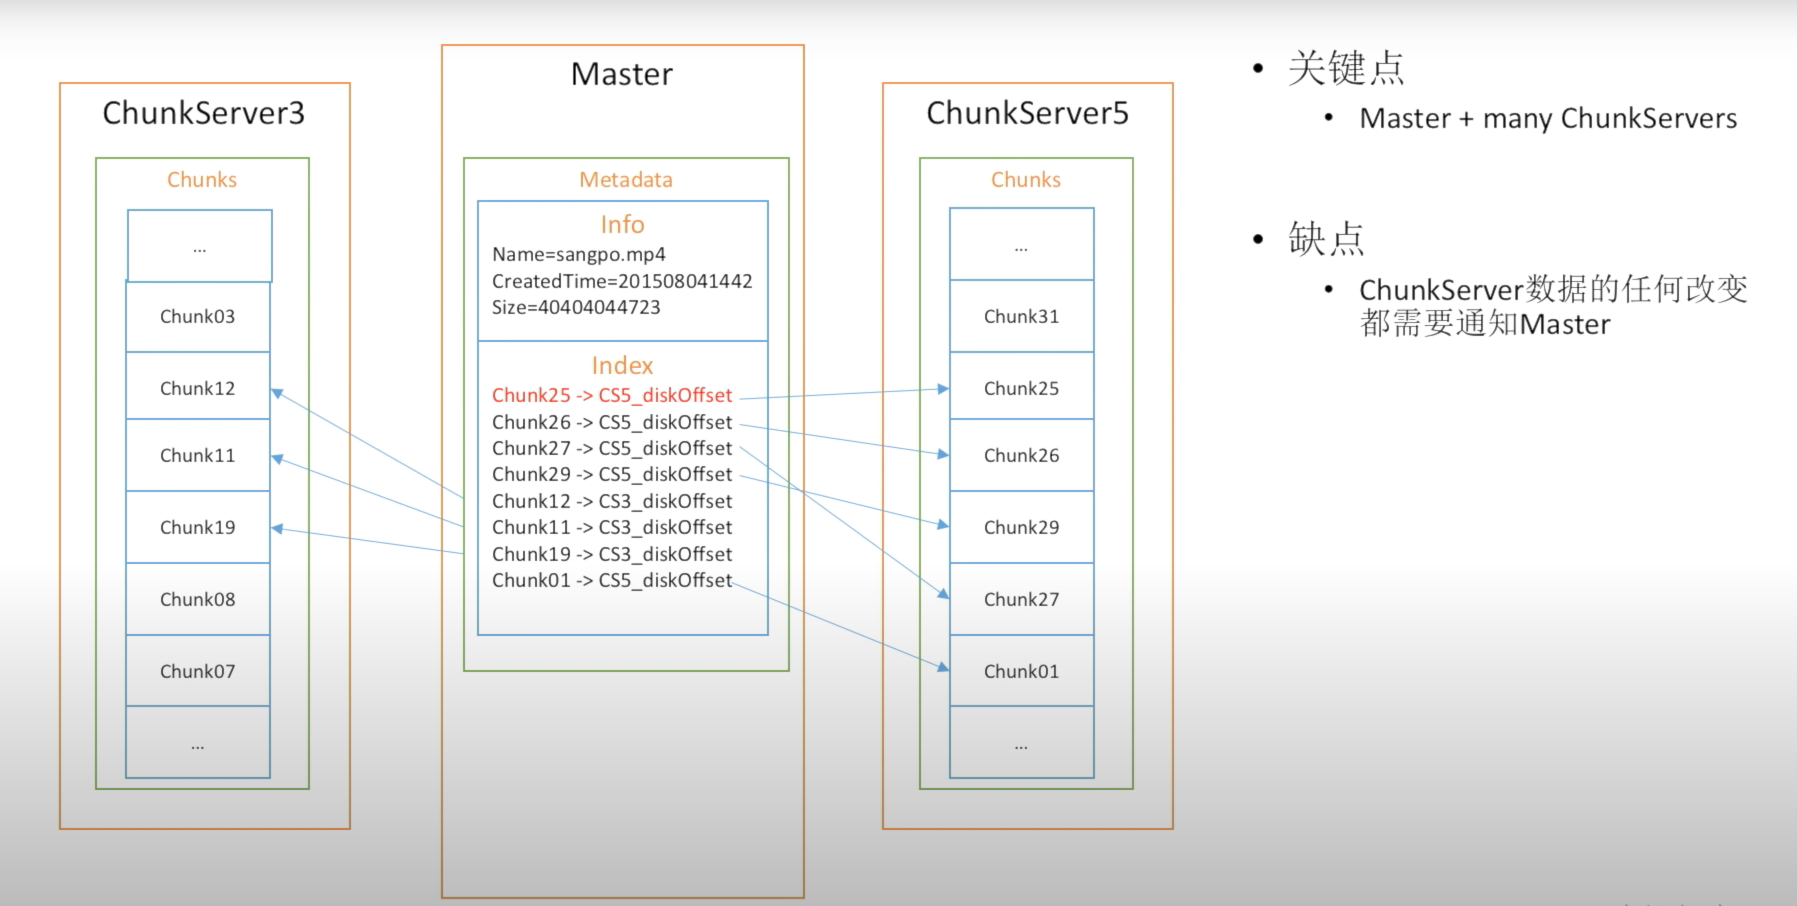 ChunkServer3
Chunks
...
Chunk03
Chunk12
Chunk11
Chunk19
Chunk08
Chunk07
...
Master
Metadata
Info
Name=sangpo.mp4
CreatedTime=201508041442
Size=40404044723
Index
Chunk25 -> CS5_diskOffset
Chunk26 -> CS5_diskOffset
Chunk27 -> CS5_diskOffset
Chunk29 -> CS5_diskOffset
Chunk12 -> CS3_diskOffset
Chunk11 -> CS3_diskOffset
Chunk19 -> CS3_diskOffset
Chunk01 -> CS5_diskOffset
ChunkServer5
Chunks
...
Chunk31
Chunk25
Chunk26
Chunk29
Chunk27
Chunk01
...
• 关键点
• Master + many ChunkServers
• 缺点
• ChunkServer数据的任何改变
都需要通知Master